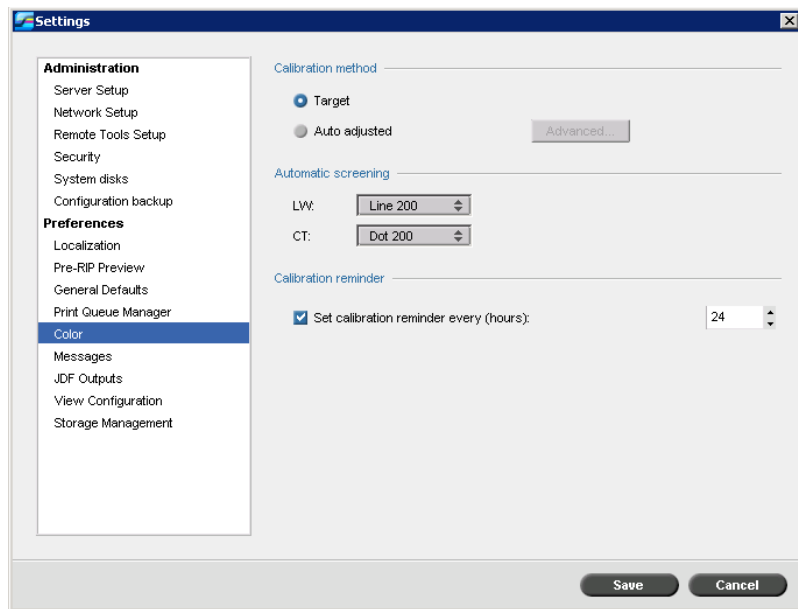 Settings
Administration
Server Setup
Network Setup
Remote Tools Setup
Security
System disks
Configuration backup
Preferences
Localization
Pre-RIP Preview
General Defaults
Print Queue Manager
Color
Messages
JDF Outputs
View Configuration
Storage Management
Calibration method
Target
Auto adjusted
Advanced...
Automatic screening
LW: Line 200
CT: Dot 200
Calibration reminder
Set calibration reminder every (hours): 24
Save Cancel